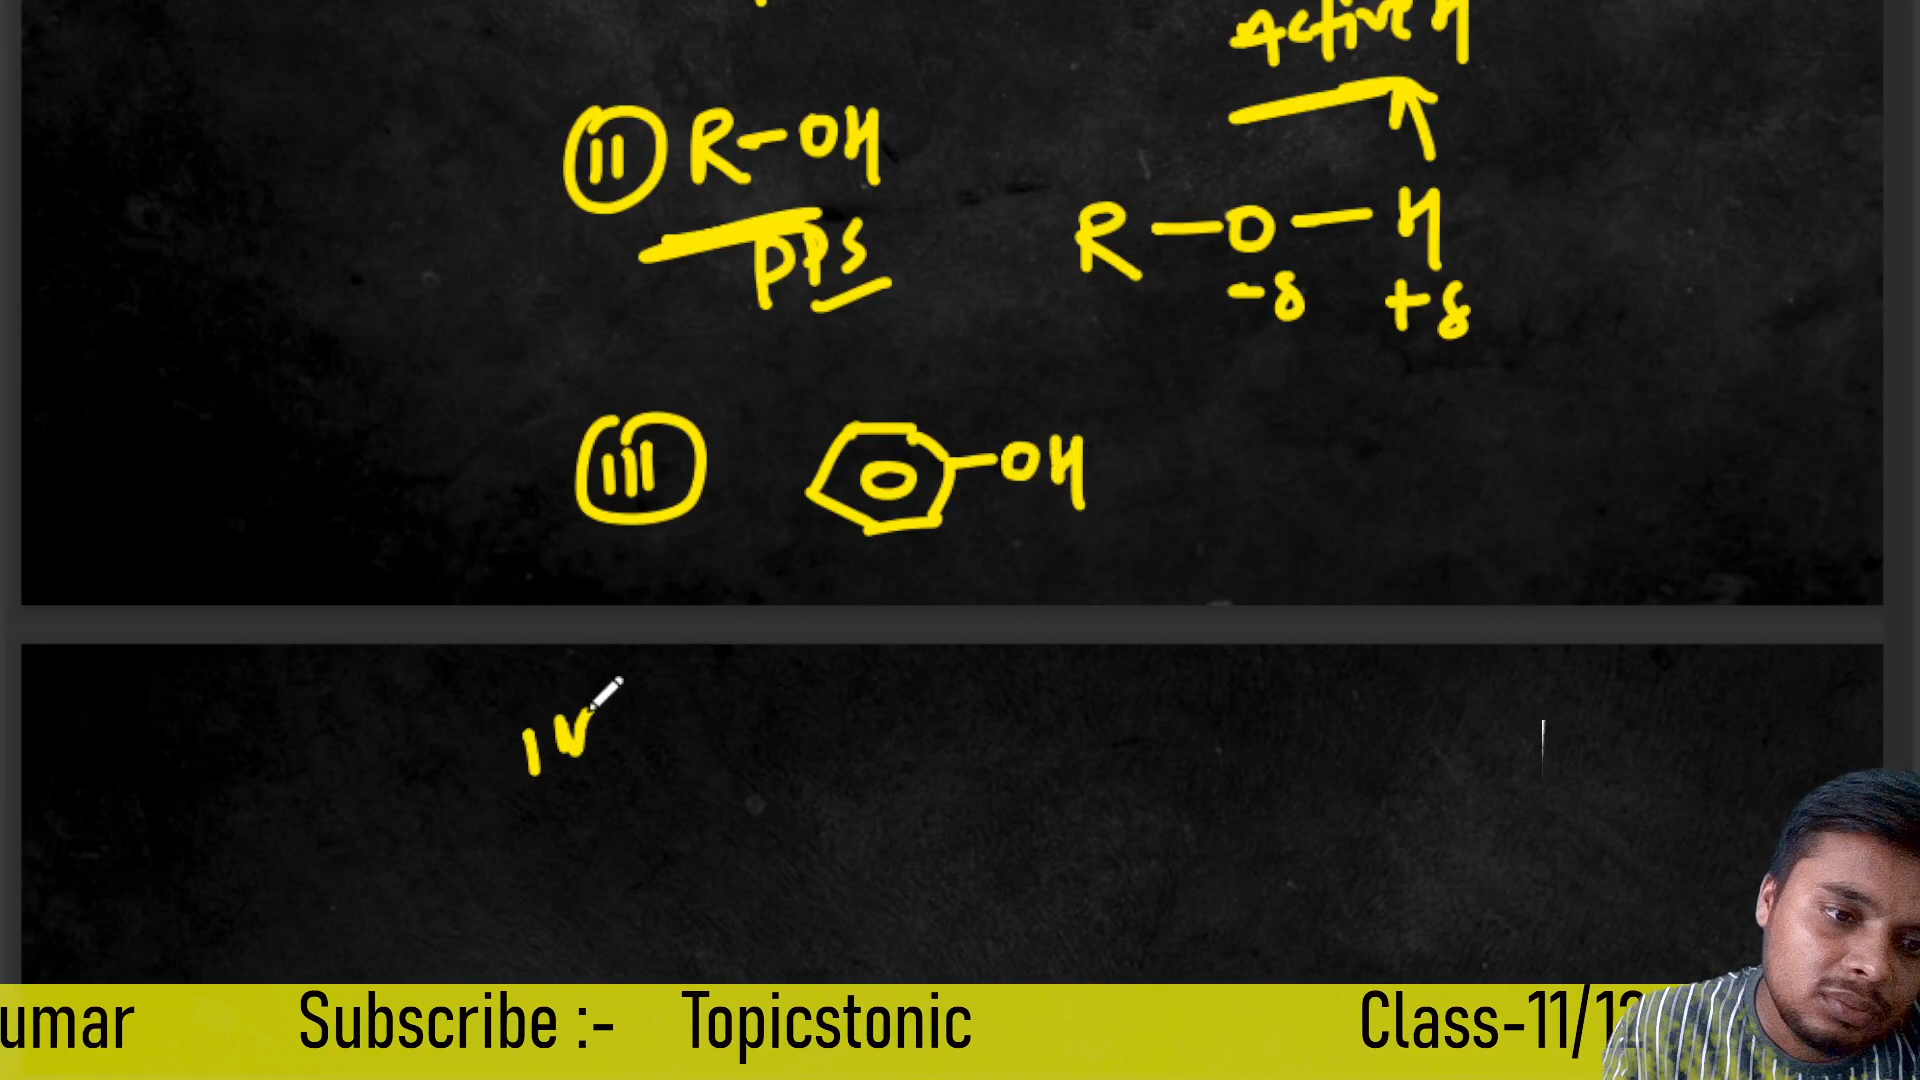 Active H
ii R-OH
PPS
R-O-H
-δ +δ
iii -OH
iv
umar Subscribe :- Topicstonic Class-11/12